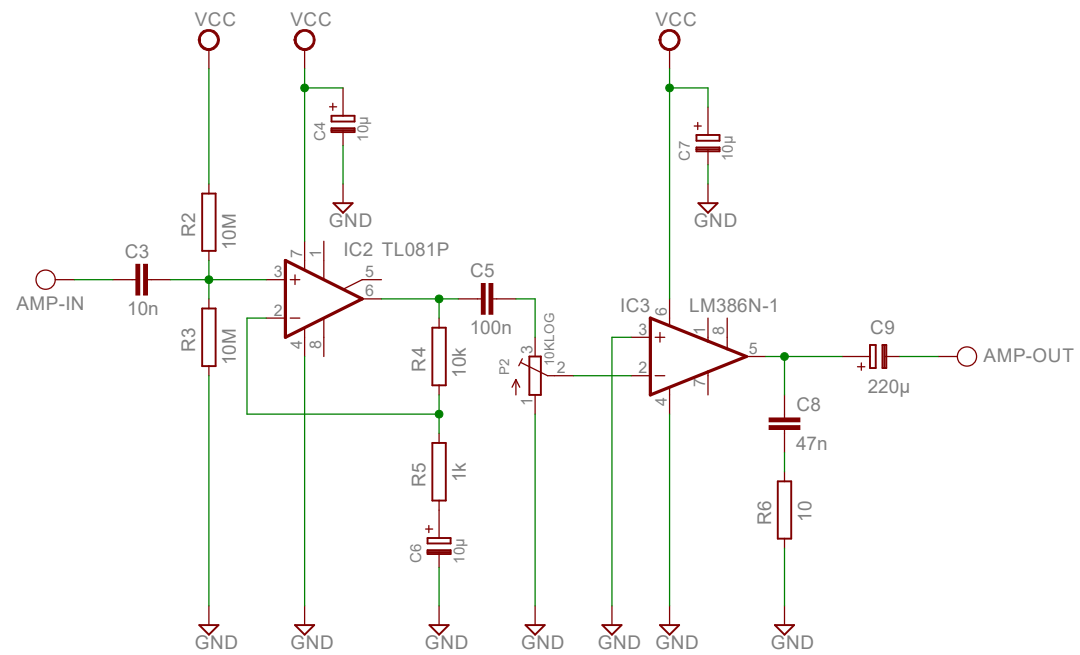 VCC
VCC
VCC
+
C4
10µ
GND
+
C7
10µ
GND
R2
10M
C3
10n
AMP-IN
R3
10M
IC2 TL081P
7
1
3
+
5
6
2
−
4
8
C5
100n
R4
10k
P2
3
10KLOG
2
1
R5
1k
+
C6
10µ
IC3
LM386N-1
6
1
8
3
+
5
2
−
7
4
C9
+
220µ
AMP-OUT
C8
47n
R6
10
GND
GND
GND
GND
GND
GND
GND